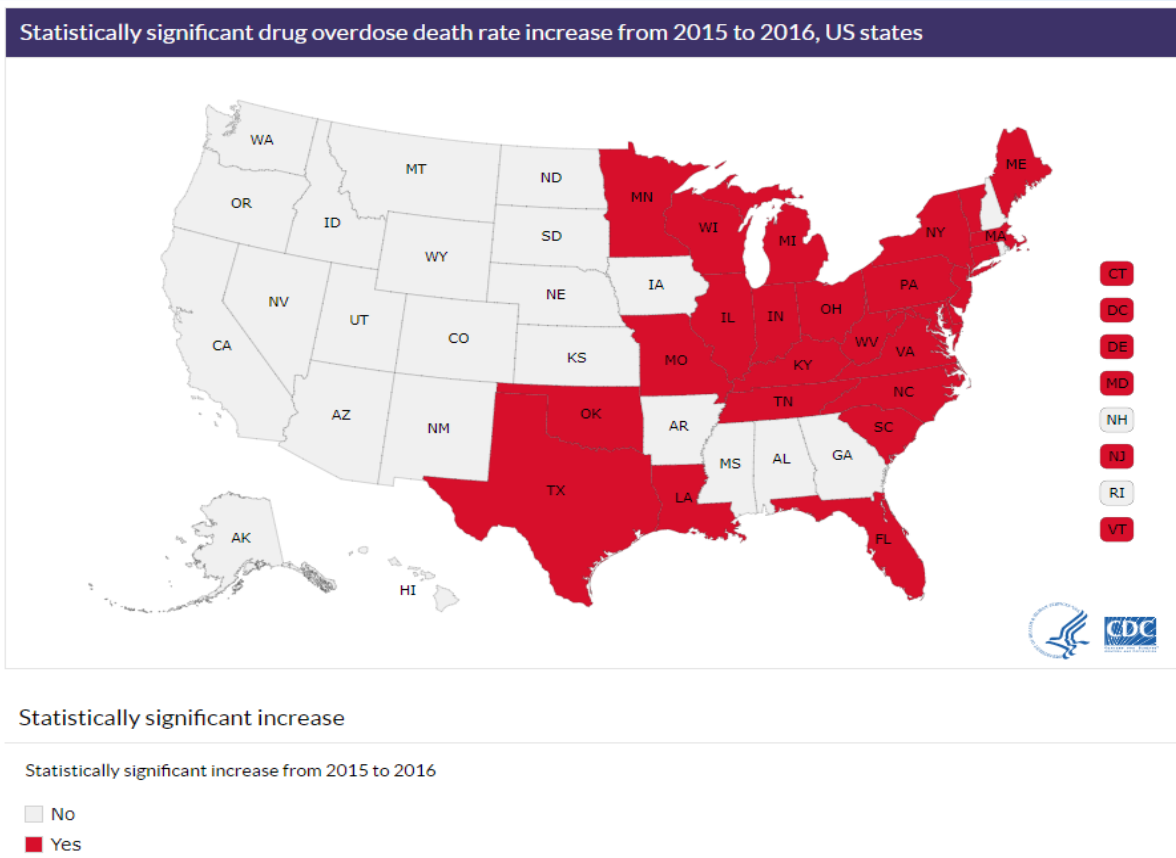 Statistically significant drug overdose death rate increase from 2015 to 2016, US states
WA
MT
ND
MN
ME
OR
ID
SD
WI
MI
NY
MA
WY
IA
PA
CT
NV
NE
IL
IN
OH
DC
UT
CO
WV
VA
DE
CA
KS
MO
KY
MD
AZ
NM
OK
TN
NC
NH
AR
SC
NJ
MS
AL
GA
TX
LA
RI
AK
FL
VT
HI
CDC
Statistically significant increase
Statistically significant increase from 2015 to 2016
No
Yes